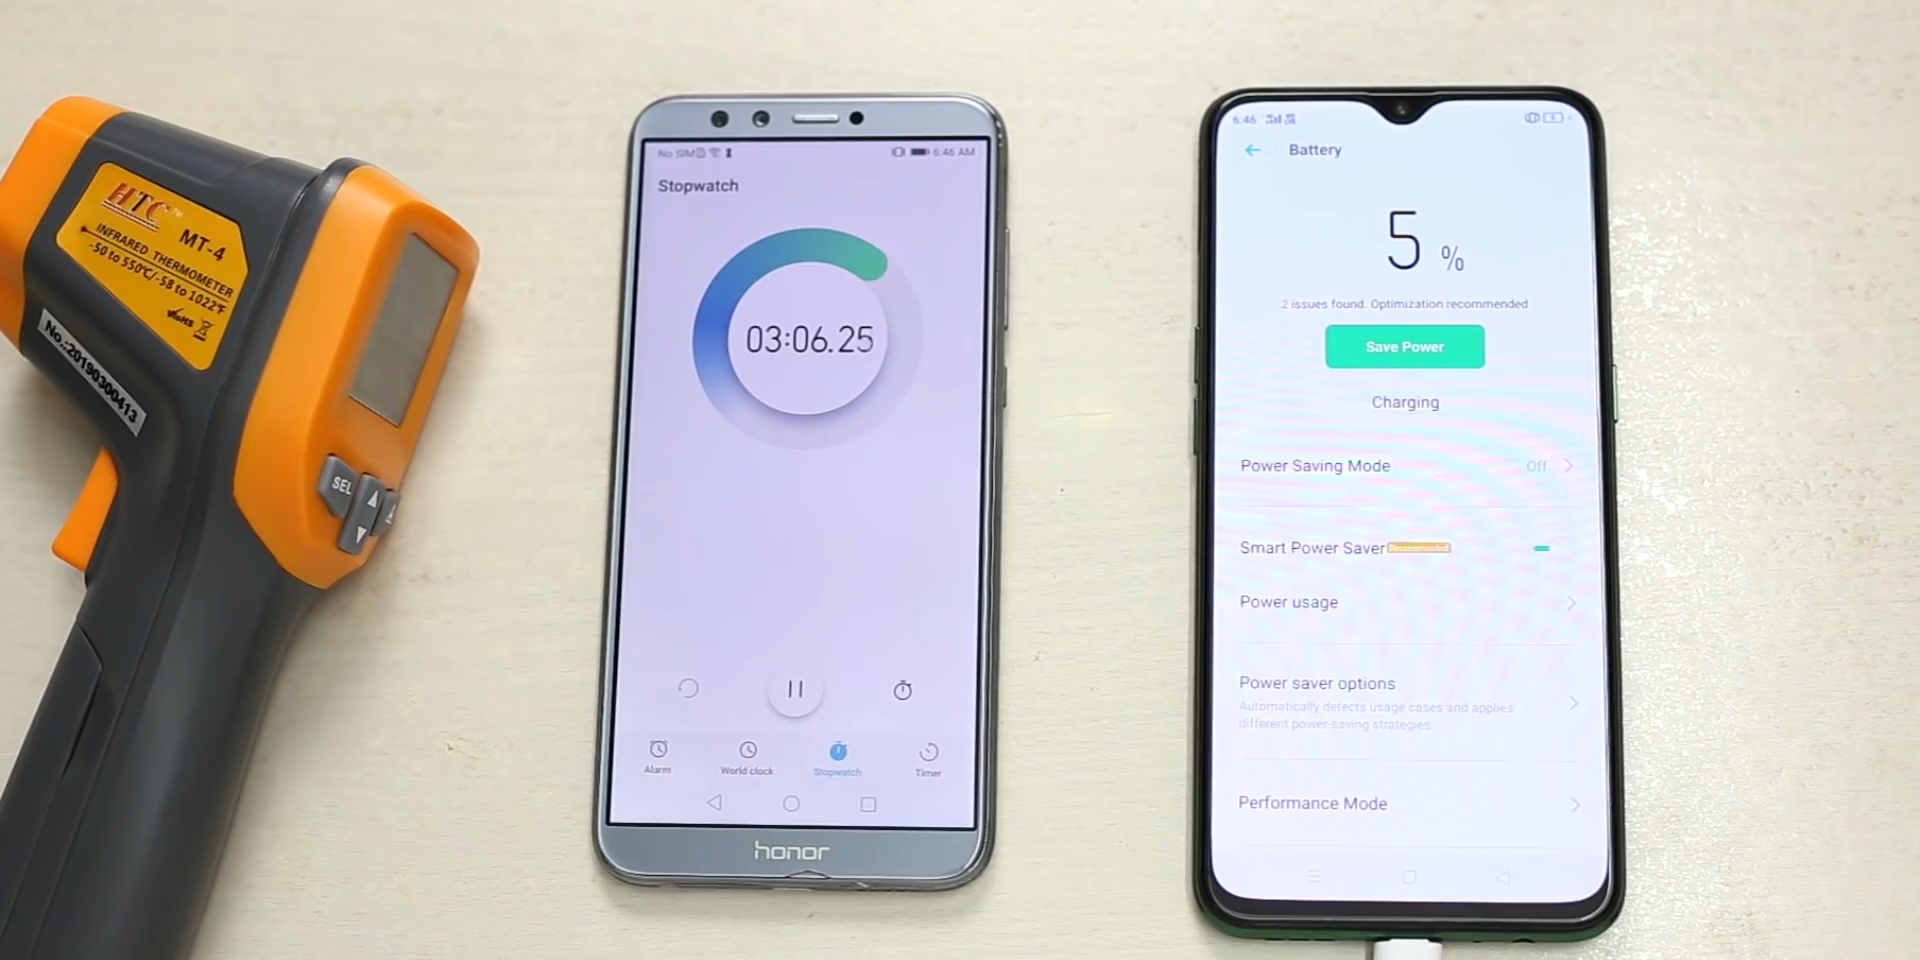 HTC™
MT-4
INFRARED THERMOMETER
-50 to 550℃/-58 to 1022℉
RoHS
No.:20190300413
SEL
No SIM
6:46 AM
Stopwatch
03:06.25
Alarm
World clock
Stopwatch
Timer
honor
6:46
Battery
5 %
2 issues found. Optimization recommended
Save Power
Charging
Power Saving Mode
Off
Smart Power Saver Recommended
Power usage
Power saver options
Automatically detects usage cases and applies
different power-saving strategies.
Performance Mode